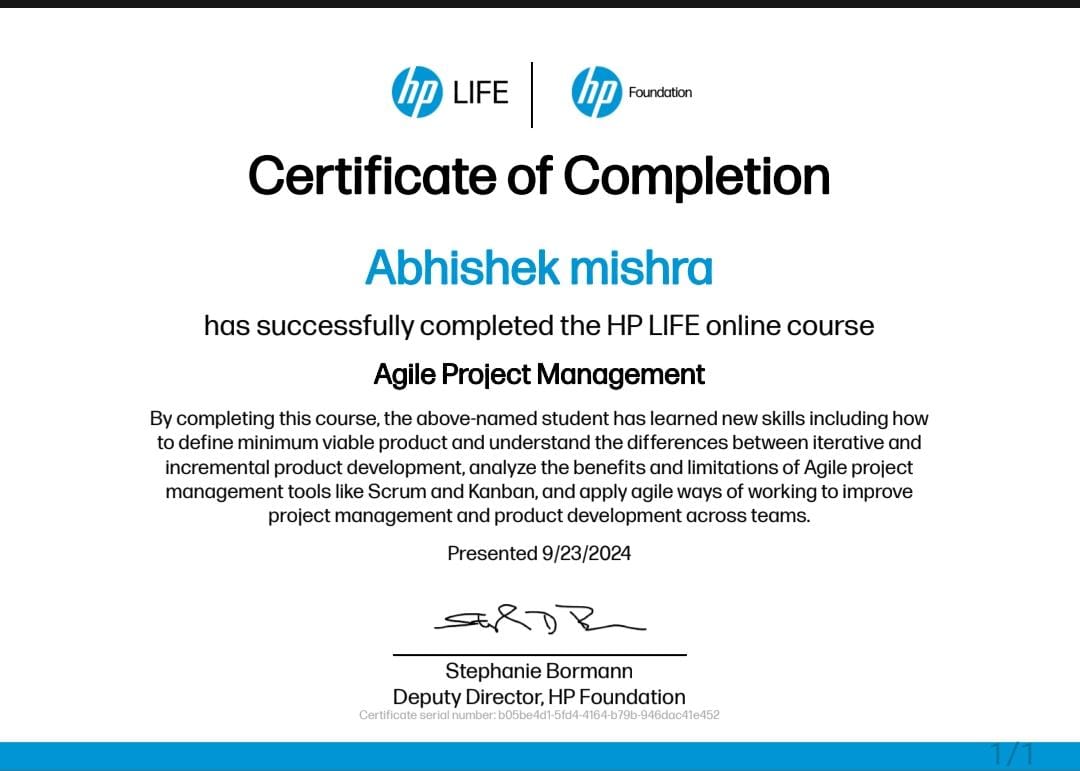 hp LIFE hp Foundation
Certificate of Completion
Abhishek mishra
has successfully completed the HP LIFE online course
Agile Project Management
By completing this course, the above-named student has learned new skills including how
to define minimum viable product and understand the differences between iterative and
incremental product development, analyze the benefits and limitations of Agile project
management tools like Scrum and Kanban, and apply agile ways of working to improve
project management and product development across teams.
Presented 9/23/2024
Stephanie Bormann
Deputy Director, HP Foundation
Certificate serial number: b05be4d1-5fd4-4164-b79b-946dac41e452
1/1